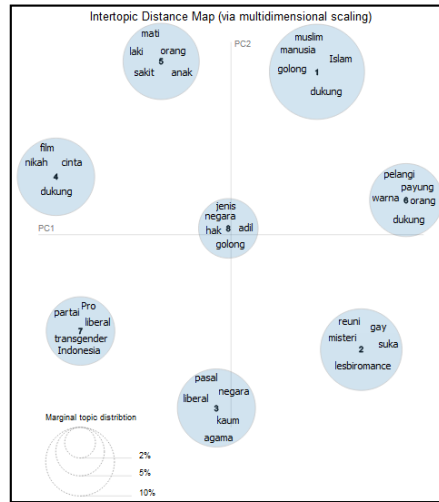 Intertopic Distance Map (via multidimensional scaling)
PC2
mati
laki orang
5
sakit anak
muslim
manusia Islam
golong 1
dukung
film
nikah cinta
4
dukung
pelangi
payung
warna 6 orang
dukung
jenis
negara
hak 8 adil
golong
PC1
partai Pro
liberal
7
transgender
Indonesia
reuni gay
misteri suka
2
lesbiromance
pasal
negara
liberal
3
kaum
agama
Marginal topic distribtion
2%
5%
10%